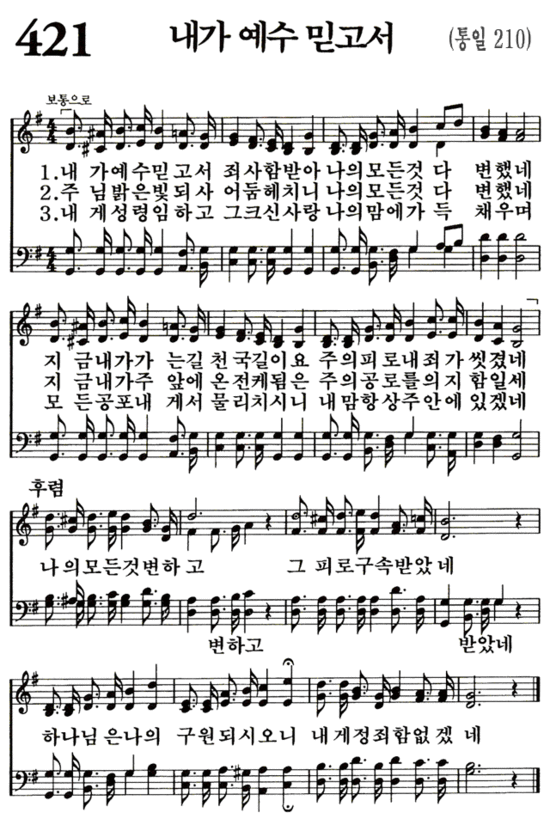 421 내가 예수 믿고서 (통일 210)
보통으로
1.내 가예수믿고서 죄사함받아 나의모든것 다 변했네
2.주 님밝은빛되사 어둠헤치니 나의모든것 다 변했네
3.내 게성령임하고 그크신사랑 나의맘에가 득 채우며
지 금내가가 는길 천국길이요 주의피로내죄가 씻겼네
지 금내가주 앞에 온전케됨은 주의공로를의지 함일세
모 든공포내 게서 물리치시니 내맘항상주안에 있겠네
후렴
나의모든것변하고 그 피로구속받았네
변하고 받았네
하나님은나의 구원되시오니 내게정죄함없겠 네